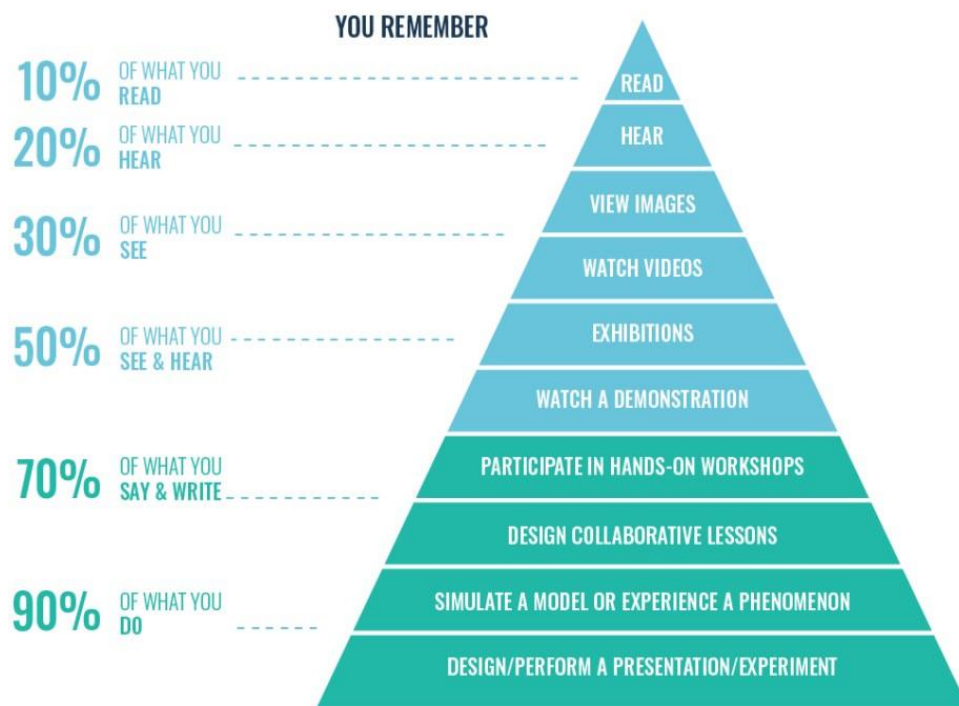 YOU REMEMBER
10%
OF WHAT YOU
READ
20%
OF WHAT YOU
HEAR
30%
OF WHAT YOU
SEE
50%
OF WHAT YOU
SEE & HEAR
70%
OF WHAT YOU
SAY & WRITE
90%
OF WHAT YOU
DO
READ
HEAR
VIEW IMAGES
WATCH VIDEOS
EXHIBITIONS
WATCH A DEMONSTRATION
PARTICIPATE IN HANDS-ON WORKSHOPS
DESIGN COLLABORATIVE LESSONS
SIMULATE A MODEL OR EXPERIENCE A PHENOMENON
DESIGN/PERFORM A PRESENTATION/EXPERIMENT